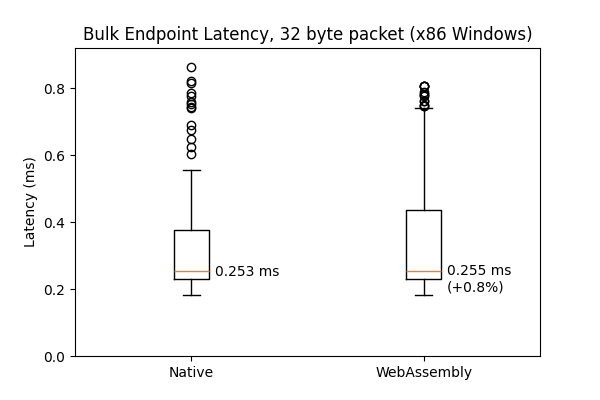 Bulk Endpoint Latency, 32 byte packet (x86 Windows)
Latency (ms)
0.8
0.6
0.4
0.2
0.0
0.253 ms
0.255 ms
(+0.8%)
Native
WebAssembly